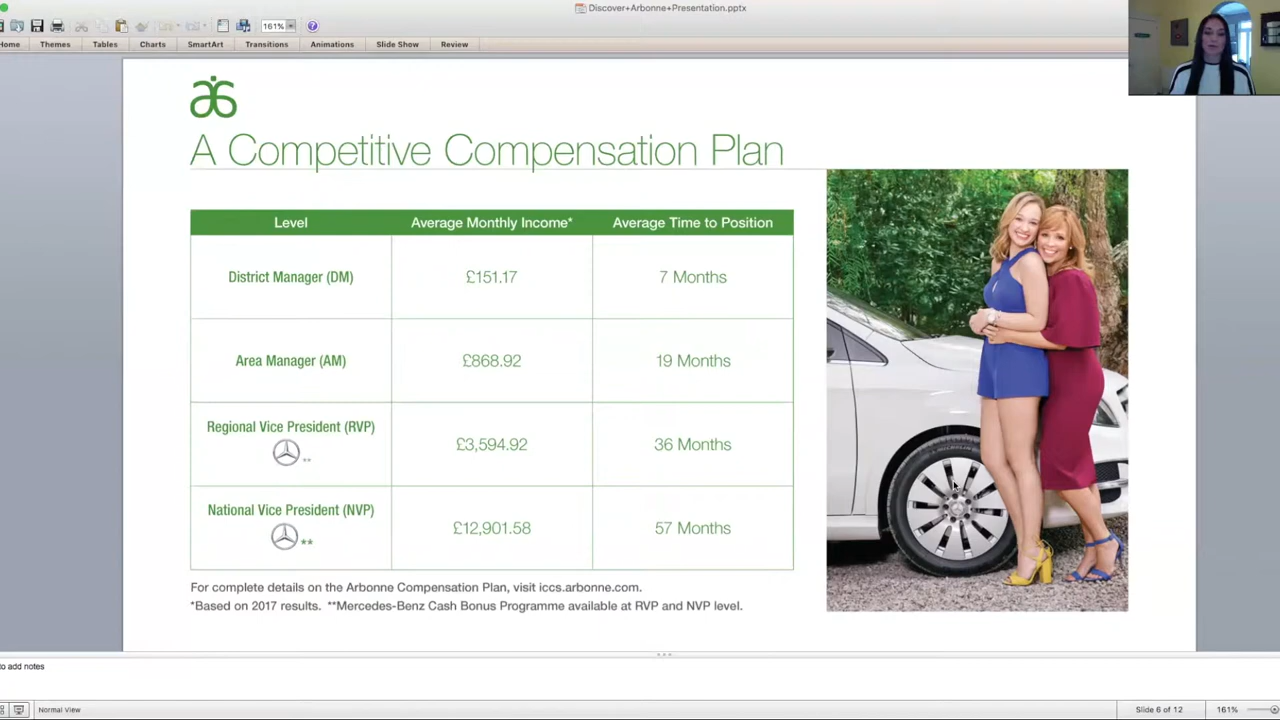 Discover+Arbonne+Presentation.pptx
161%
Home Themes Tables Charts SmartArt Transitions Animations Slide Show Review
A Competitive Compensation Plan
Level Average Monthly Income* Average Time to Position
District Manager (DM) £151.17 7 Months
Area Manager (AM) £868.92 19 Months
Regional Vice President (RVP)
**
£3,594.92 36 Months
National Vice President (NVP)
**
£12,901.58 57 Months
For complete details on the Arbonne Compensation Plan, visit iccs.arbonne.com.
*Based on 2017 results. **Mercedes-Benz Cash Bonus Programme available at RVP and NVP level.
to add notes
Normal View Slide 6 of 12 161%